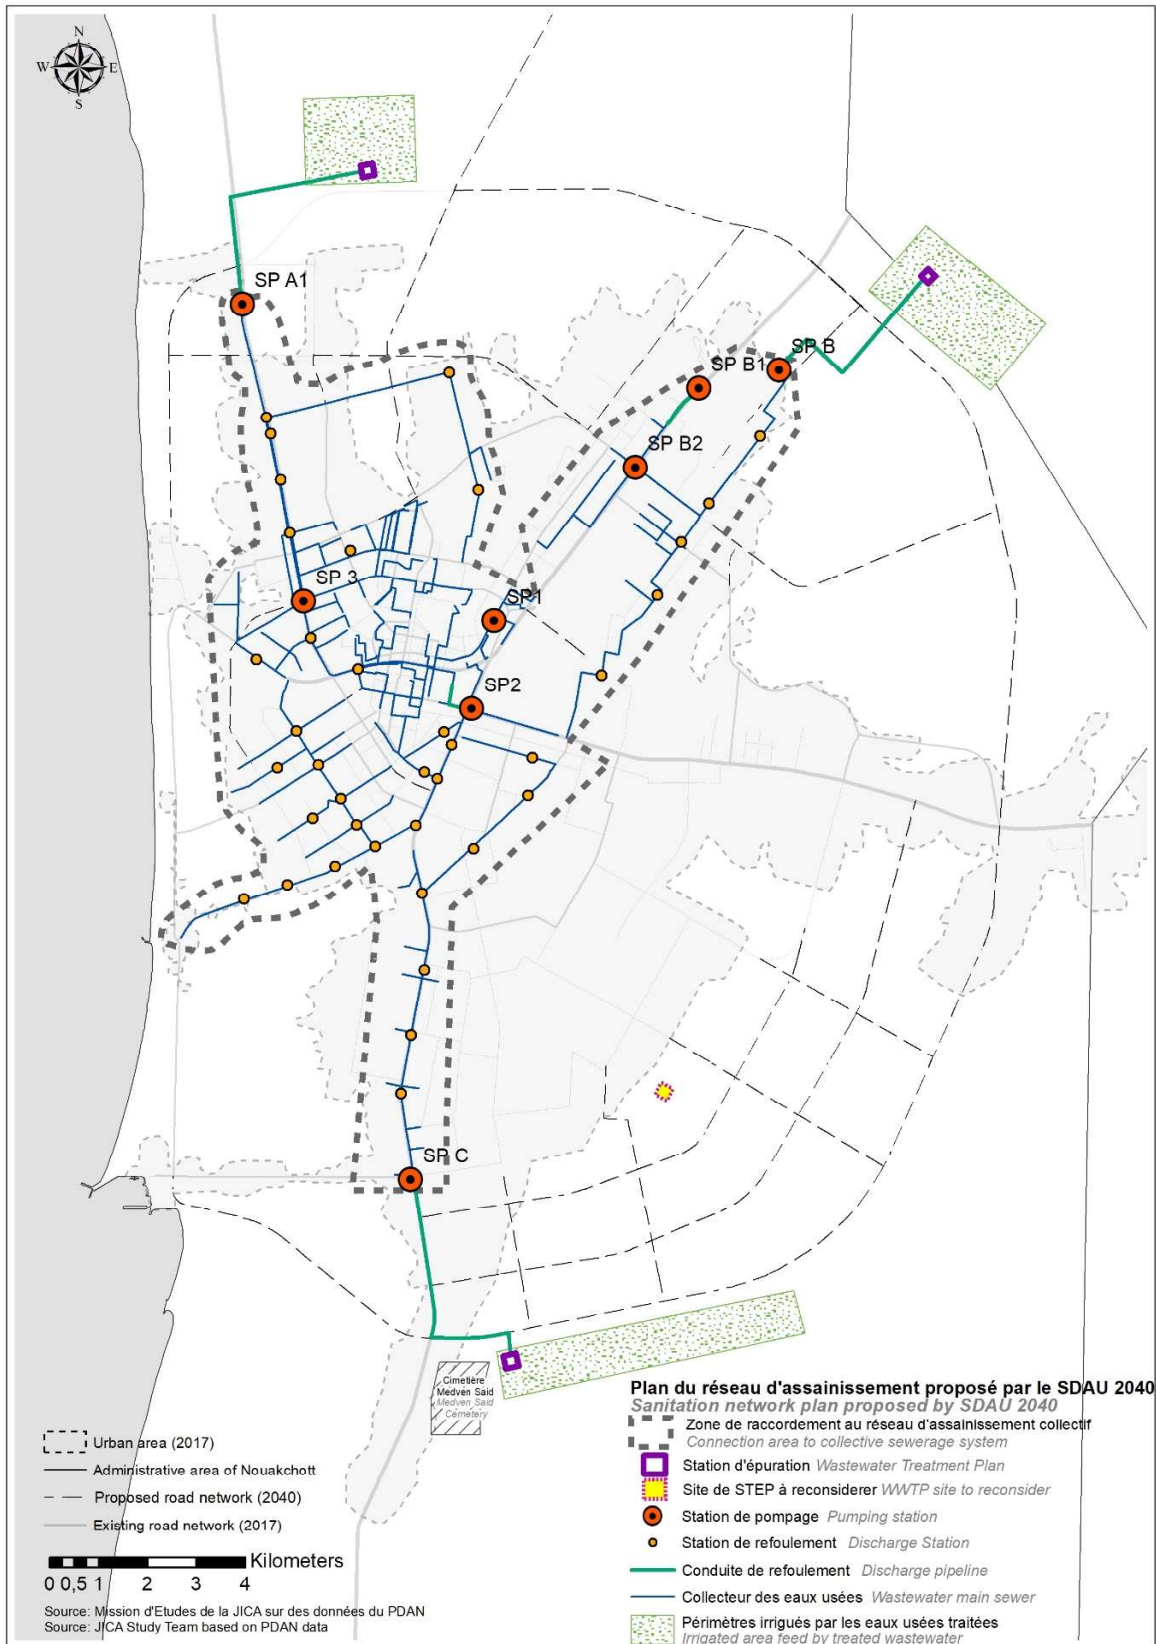 N
W E
S
SP A1
SP B
SP B1
SP B2
SP 3
SP1
SP2
SP C
Cimetière
Medven Said
Medven Said
Cemetery
Plan du réseau d'assainissement proposé par le SDAU 2040
Sanitation network plan proposed by SDAU 2040
Zone de raccordement au réseau d'assainissement collectif
Connection area to collective sewerage system
Station d'épuration Wastewater Treatment Plan
Site de STEP à reconsiderer WWTP site to reconsider
Station de pompage Pumping station
Station de refoulement Discharge Station
Conduite de refoulement Discharge pipeline
Collecteur des eaux usées Wastewater main sewer
Périmètres irrigués par les eaux usées traitées
Irrigated area feed by treated wastewater
Urban area (2017)
Administrative area of Nouakchott
Proposed road network (2040)
Existing road network (2017)
Kilometers
0 0,5 1 2 3 4
Source: Mission d'Etudes de la JICA sur des données du PDAN
Source: JICA Study Team based on PDAN data